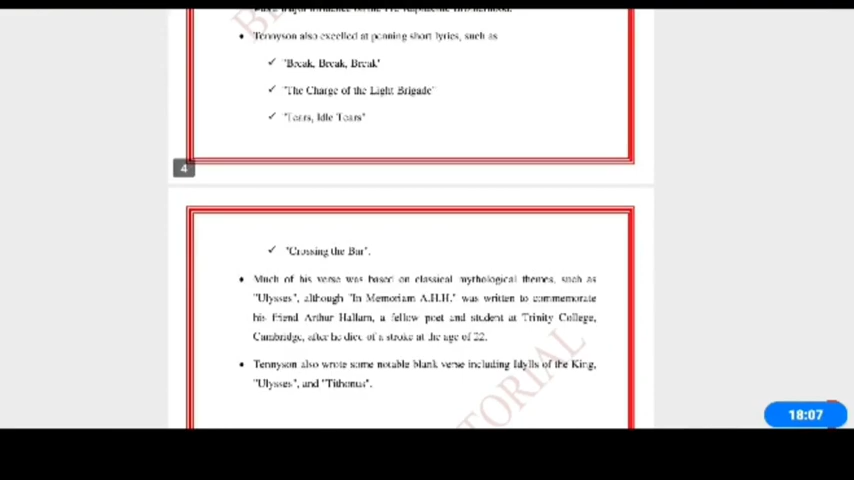 • Tennyson also excelled at penning short lyrics, such as
✓ "Break, Break, Break"
✓ "The Charge of the Light Brigade"
✓ "Tears, Idle Tears"
4
✓ "Crossing the Bar".
• Much of his verse was based on classical mythological themes, such as
"Ulysses", although "In Memoriam A.H.H." was written to commemorate
his friend Arthur Hallam, a fellow poet and student at Trinity College,
Cambridge, after he died of a stroke at the age of 22.
• Tennyson also wrote some notable blank verse including Idylls of the King,
"Ulysses", and "Tithonus".
18:07